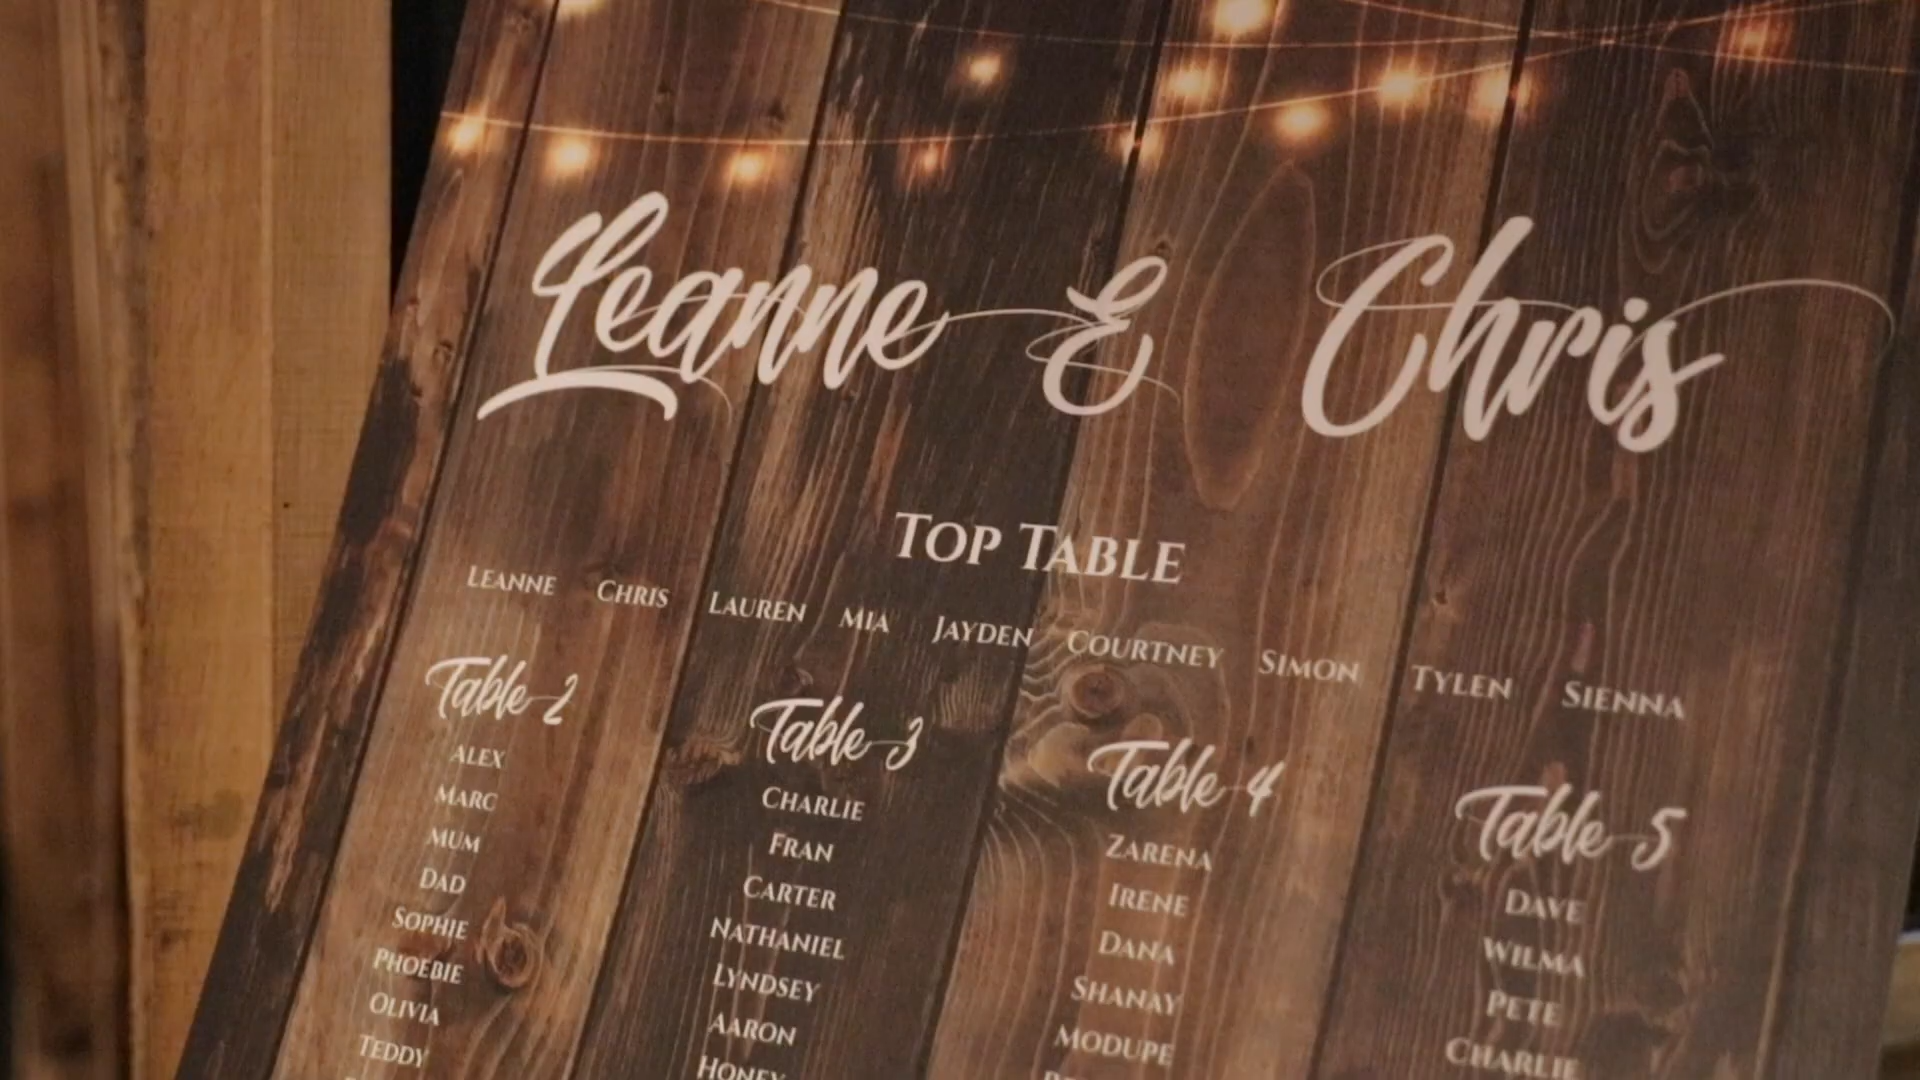 Leanne & Chris
TOP TABLE
LEANNE CHRIS LAUREN MIA JAYDEN COURTNEY SIMON TYLEN SIENNA
Table 2
ALEX
MARC
MUM
DAD
SOPHIE
PHOEBIE
OLIVIA
TEDDY
Table 3
CHARLIE
FRAN
CARTER
NATHANIEL
LYNDSEY
AARON
HONEY
Table 4
ZARENA
IRENE
DANA
SHANAY
MODUPE
Table 5
DAVE
WILMA
PETE
CHARLIE